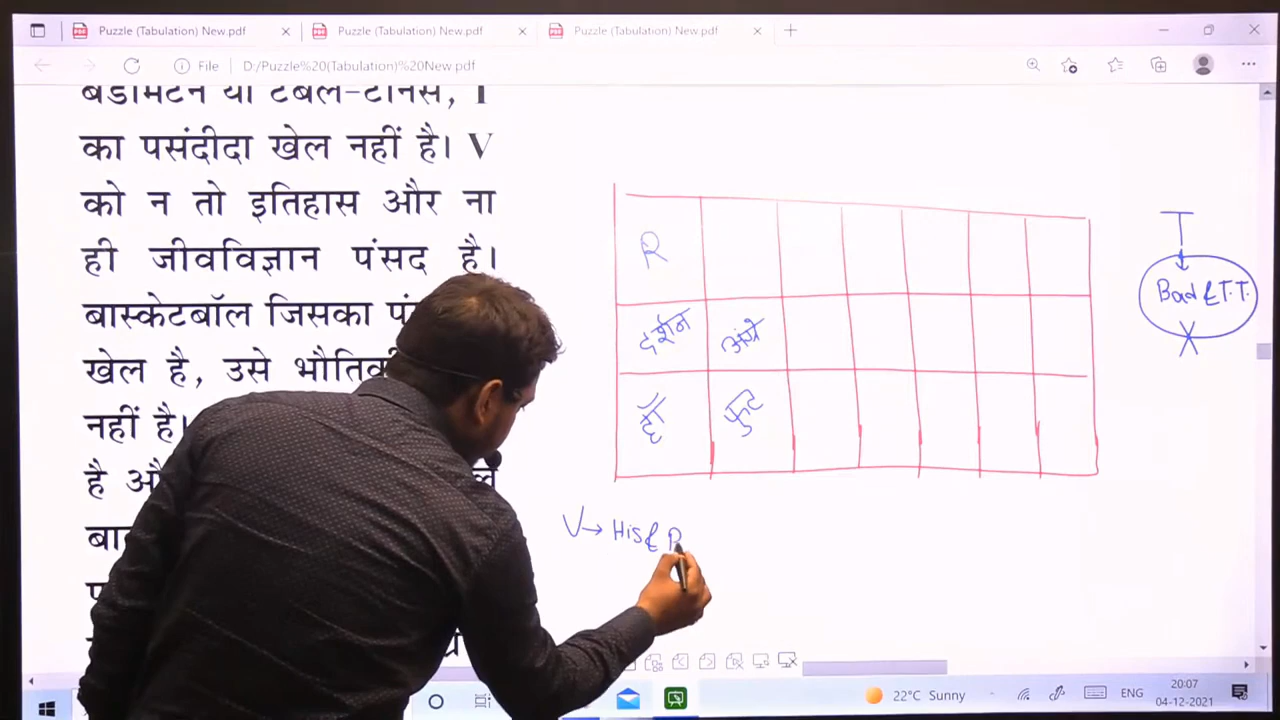 Puzzle (Tabulation) New.pdf
Puzzle (Tabulation) New.pdf
Puzzle (Tabulation) New.pdf
File
D:/Puzzle%20(Tabulation)%20New.pdf
बैडमिंटन या टेबल-टेनिस, T
का पसंदीदा खेल नहीं है। V
को न तो इतिहास और ना
ही जीवविज्ञान पंसद है।
बास्केटबॉल जिसका
खेल है, उसे
नहीं है।
है
R
दर्शन अंग्रे
हॉ फुट
T
Bad & T.T.
V → His &
22°C Sunny
ENG
20:07
04-12-2021